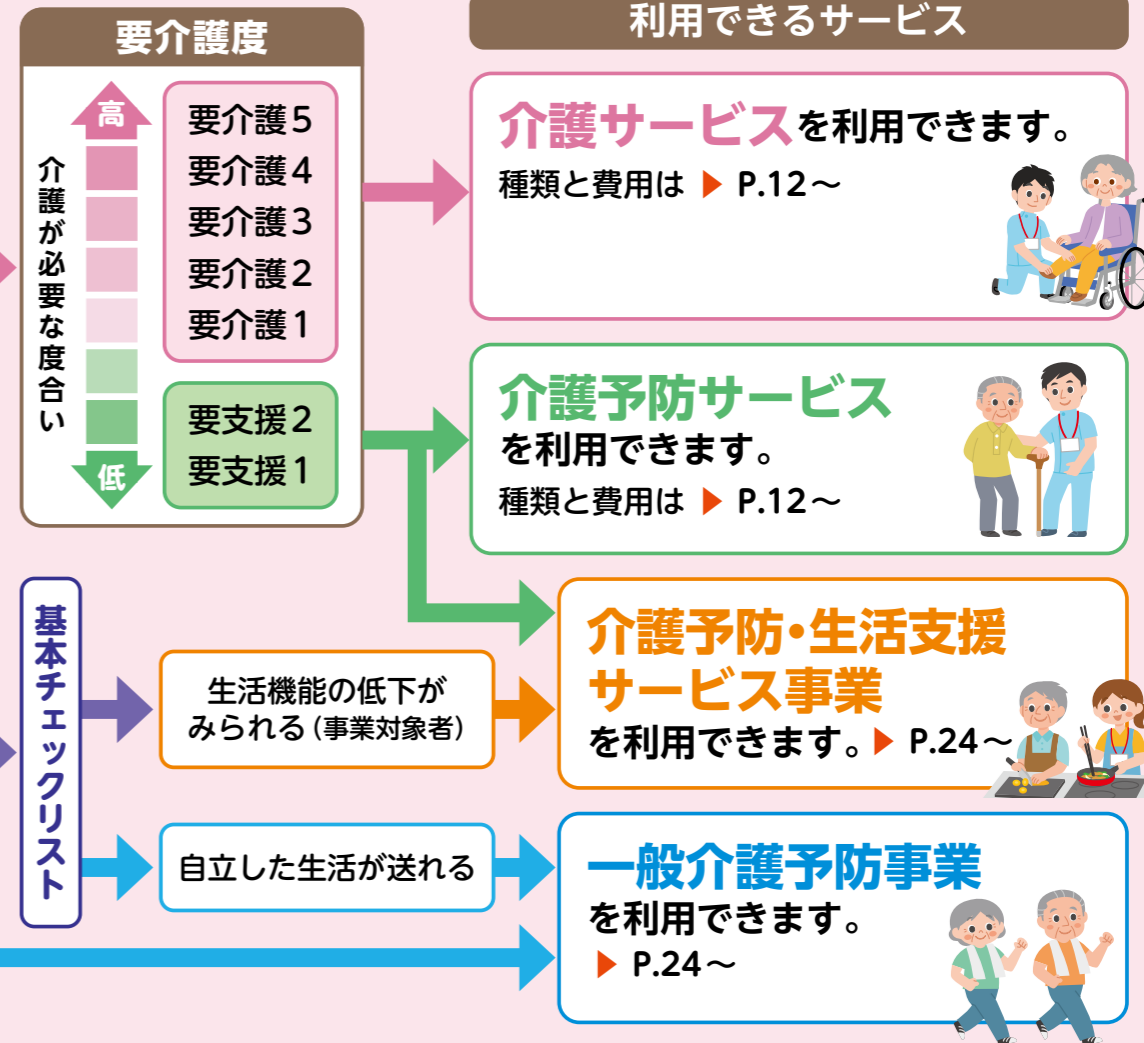 要介護度
介護が必要な度合い
高
低
要介護5
要介護4
要介護3
要介護2
要介護1
要支援2
要支援1
利用できるサービス
介護サービスを利用できます。
種類と費用は ▶ P.12～
介護予防サービス
を利用できます。
種類と費用は ▶ P.12～
基本チェックリスト
生活機能の低下が
みられる（事業対象者）
介護予防・生活支援
サービス事業
を利用できます。▶ P.24～
自立した生活が送れる
一般介護予防事業
を利用できます。
▶ P.24～